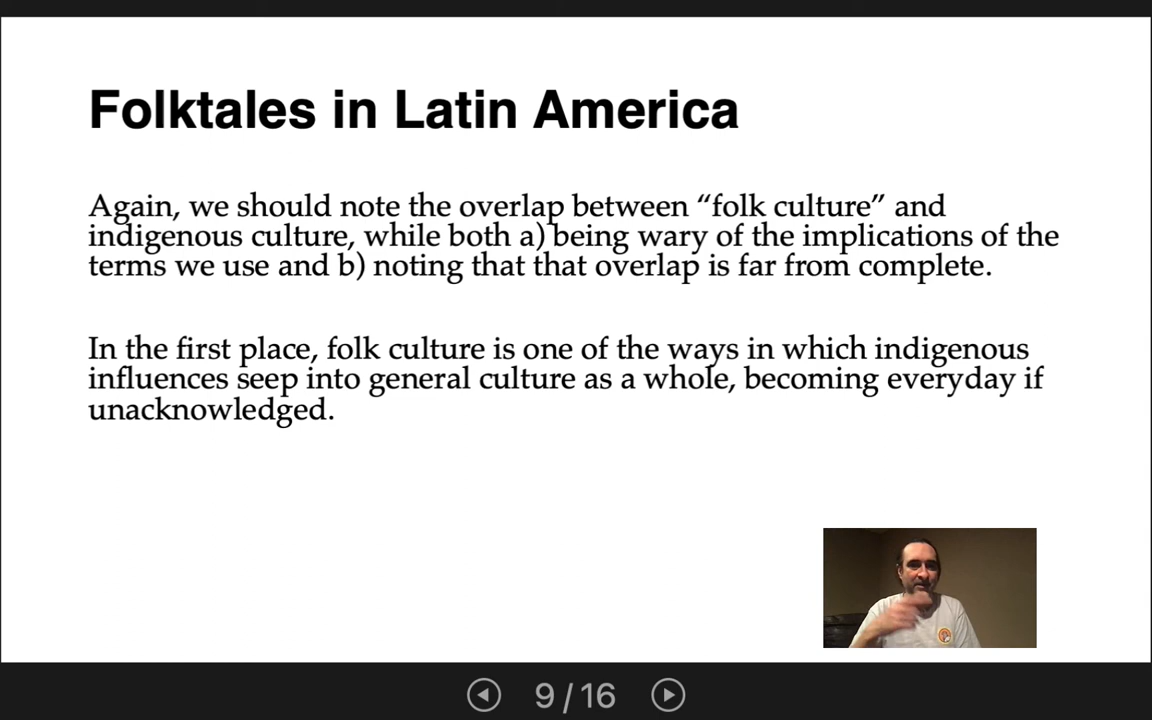 Folktales in Latin America
Again, we should note the overlap between “folk culture” and
indigenous culture, while both a) being wary of the implications of the
terms we use and b) noting that that overlap is far from complete.
In the first place, folk culture is one of the ways in which indigenous
influences seep into general culture as a whole, becoming everyday if
unacknowledged.
9 / 16